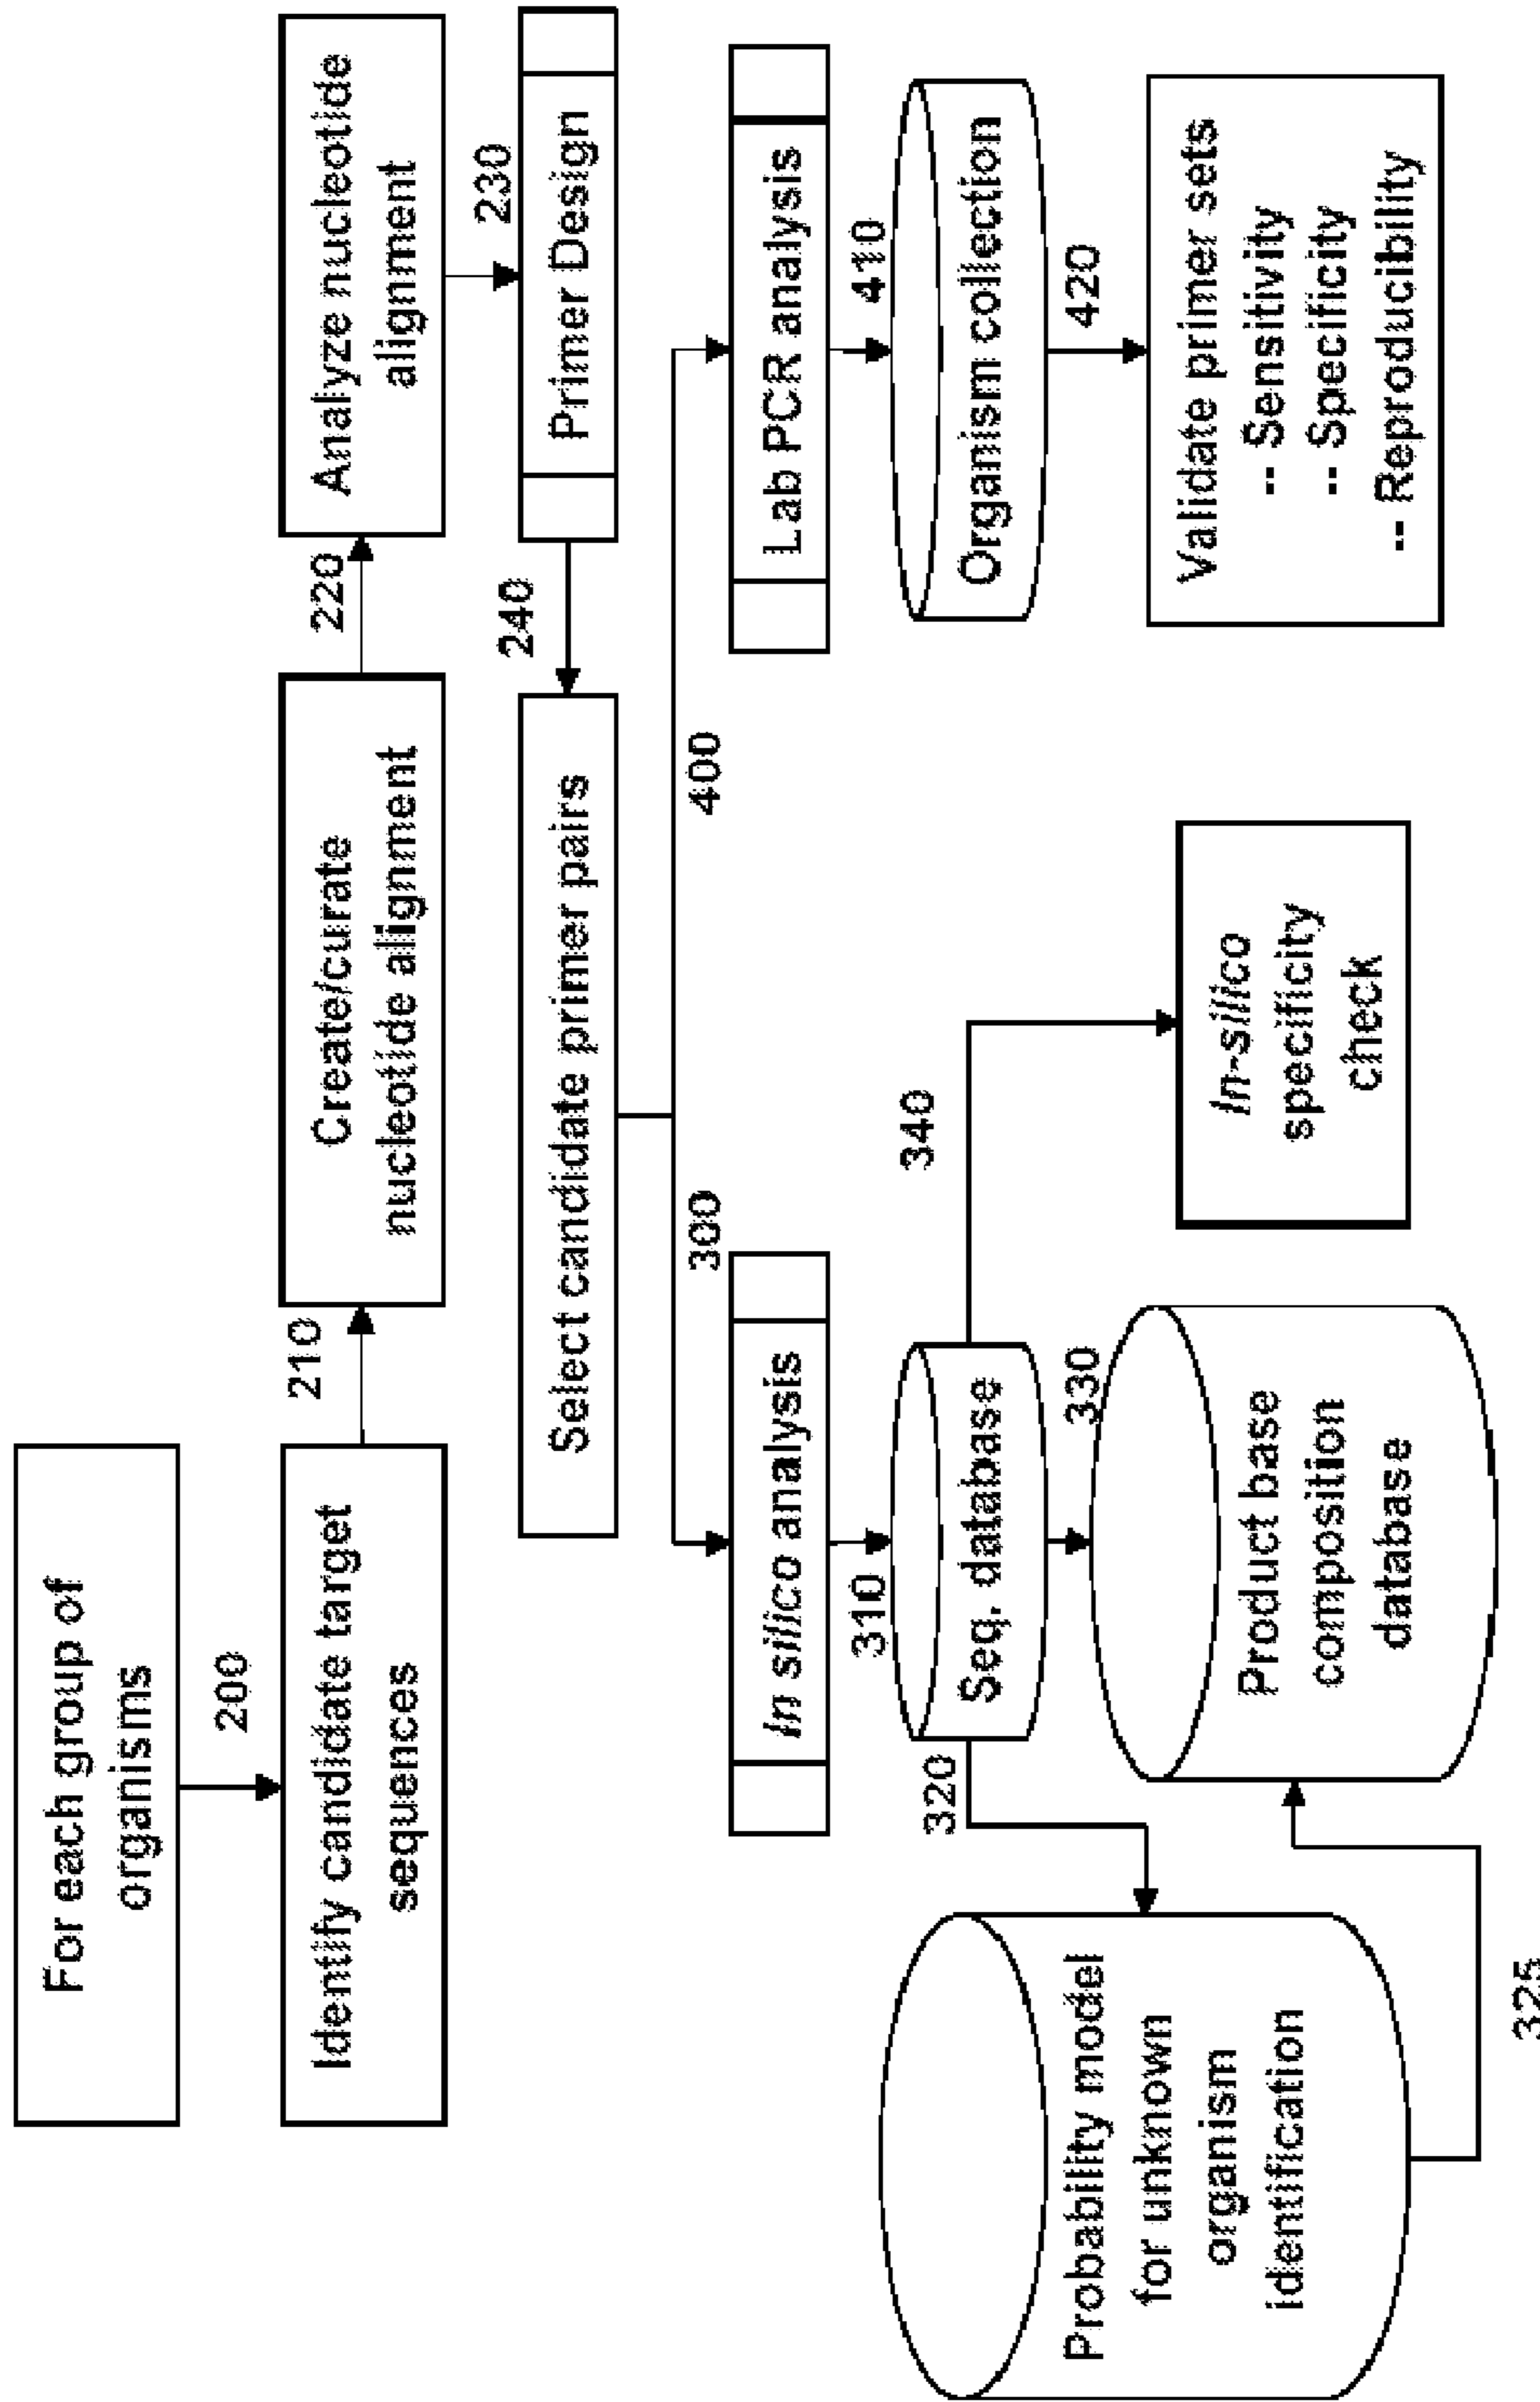 For each group of
organisms
200
Identify candidate target
sequences
210
Create/curate
nucleotide alignment
220
Analyze nucleotide
alignment
230
Primer Design
240
Select candidate primer pairs
300
400
In silico analysis
310
Seq. database
320
Probability model
for unknown
organism
identification
325
330
Product base
composition
database
340
In-silico
specificity
check
Lab PCR analysis
410
Organism collection
420
Validate primer sets
-- Sensitivity
-- Specificity
-- Reproducibility